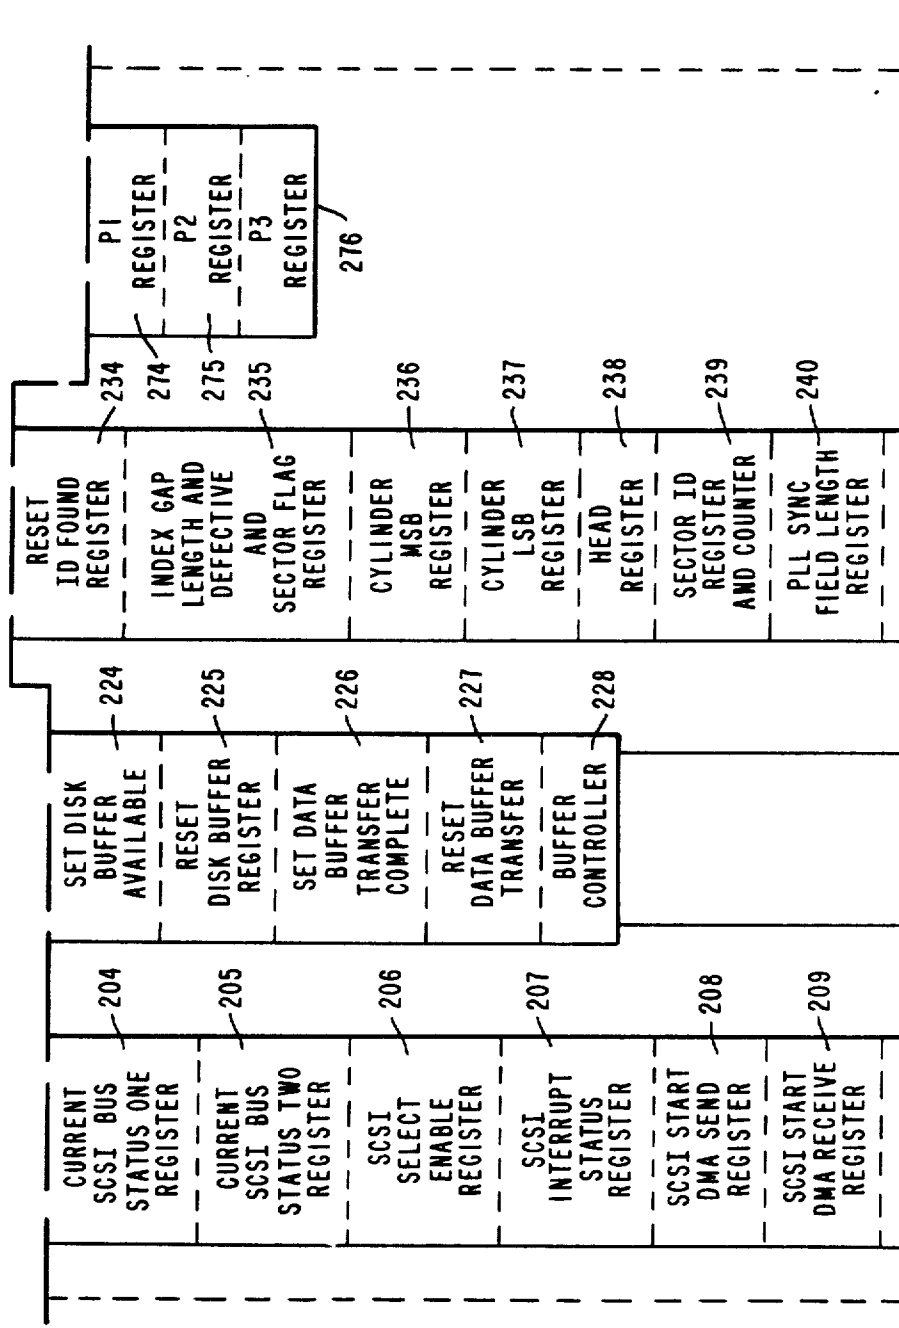 CURRENT
SCSI BUS
STATUS ONE
REGISTER
204
CURRENT
SCSI BUS
STATUS TWO
REGISTER
205
SCSI
SELECT
ENABLE
REGISTER
206
SCSI
INTERRUPT
STATUS
REGISTER
207
SCSI START
DMA SEND
REGISTER
208
SCSI START
DMA RECEIVE
REGISTER
209
SET DISK
BUFFER
AVAILABLE
224
RESET
DISK BUFFER
REGISTER
225
SET DATA
BUFFER
TRANSFER
COMPLETE
226
RESET
DATA BUFFER
TRANSFER
227
BUFFER
CONTROLLER
228
RESET
ID FOUND
REGISTER
234
INDEX GAP
LENGTH AND
DEFECTIVE
AND
SECTOR FLAG
REGISTER
235
CYLINDER
MSB
REGISTER
236
CYLINDER
LSB
REGISTER
237
HEAD
REGISTER
238
SECTOR ID
REGISTER
AND COUNTER
239
PLL SYNC
FIELD LENGTH
REGISTER
240
P1
REGISTER
274
P2
REGISTER
275
P3
REGISTER
276